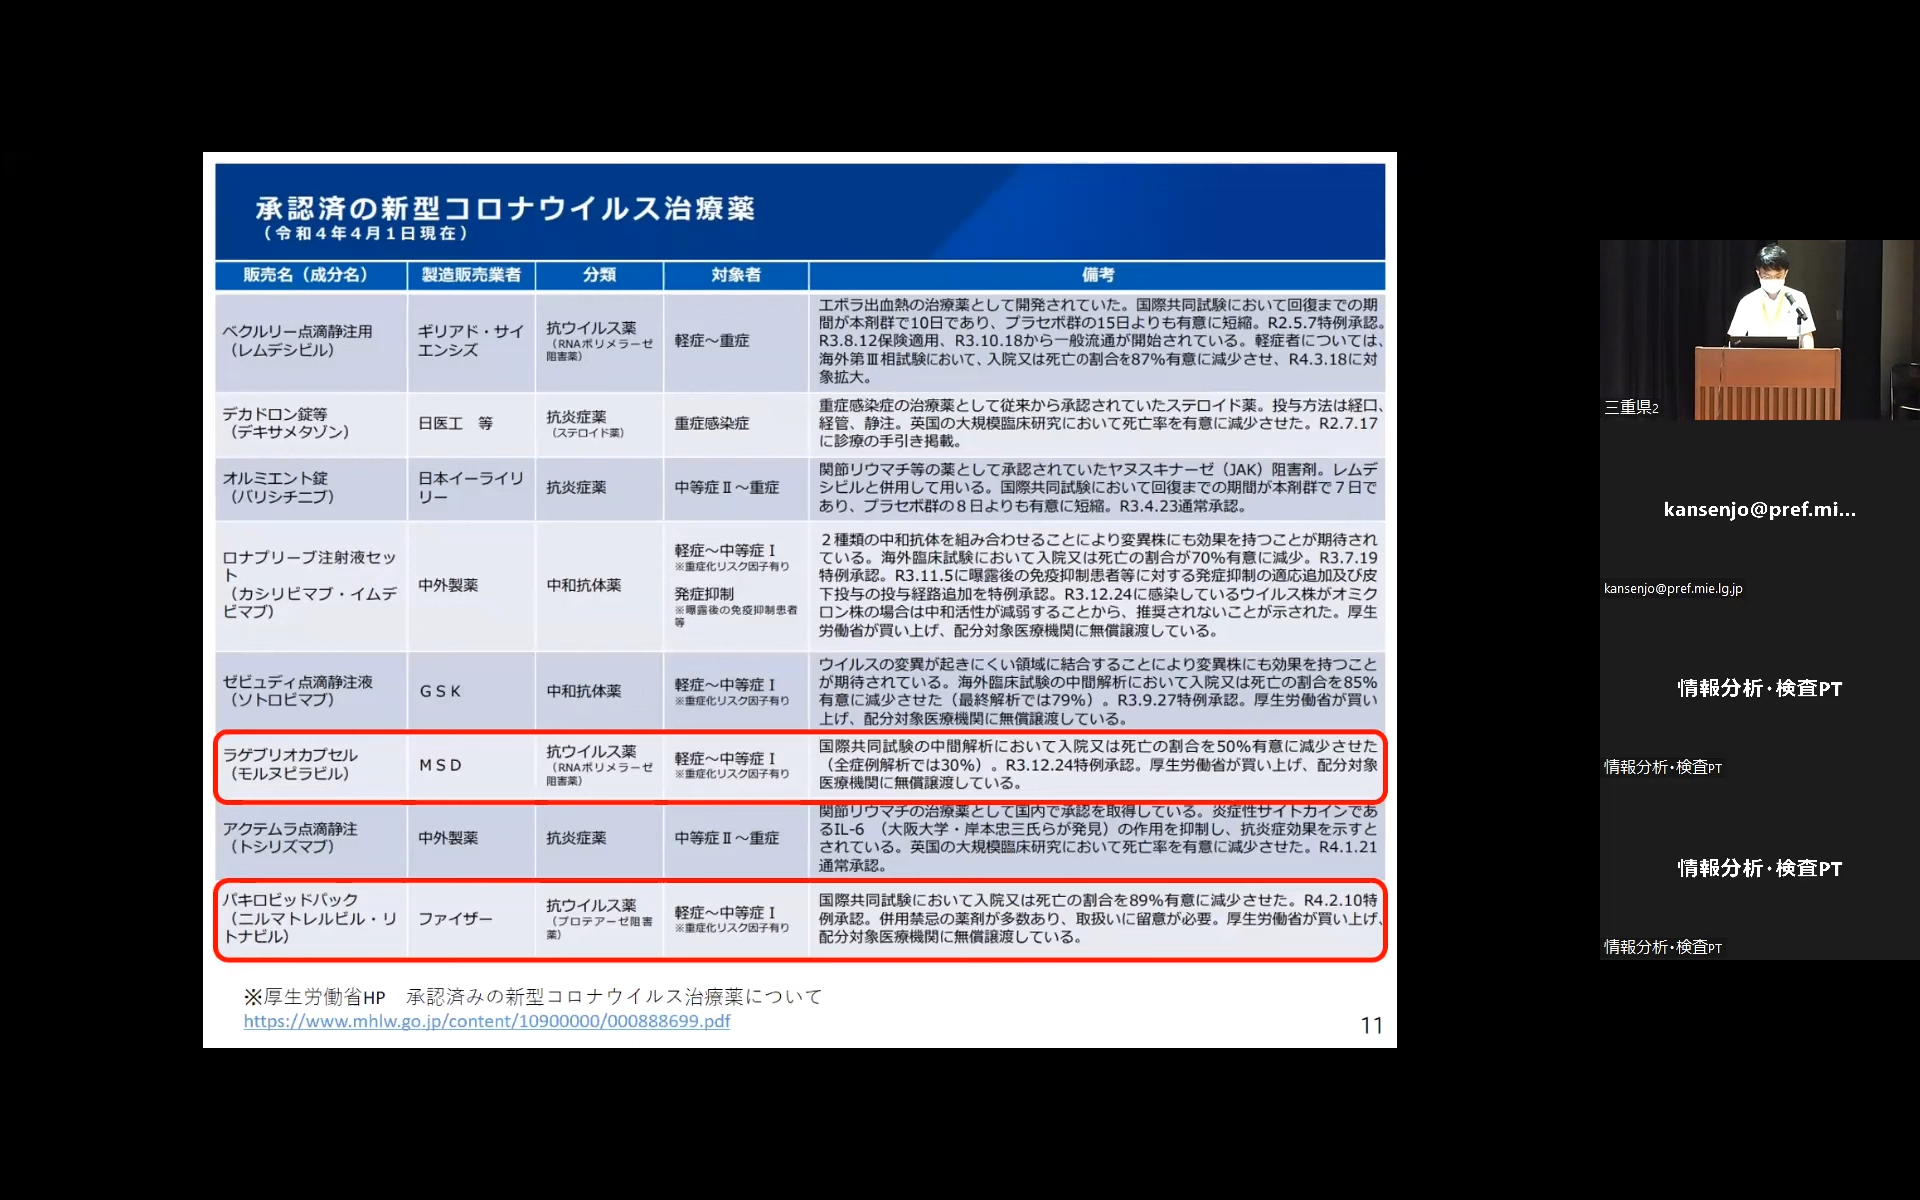 承認済の新型コロナウイルス治療薬
（令和４年４月１日現在）
販売名（成分名） 製造販売業者 分類 対象者 備考
ベクルリー点滴静注用
（レムデシビル）
ギリアド・サイ
エンシズ
抗ウイルス薬
（RNAポリメラーゼ
阻害薬）
軽症～重症
エボラ出血熱の治療薬として開発されていた。国際共同試験において回復までの期
間が本剤群で10日であり、プラセボ群の15日よりも有意に短縮。R2.5.7特例承認。
R3.8.12保険適用、R3.10.18から一般流通が開始されている。軽症者については、
海外第Ⅲ相試験において、入院又は死亡の割合を87%有意に減少させ、R4.3.18に対
象拡大。
デカドロン錠等
（デキサメタゾン）
日医工　等
抗炎症薬
（ステロイド薬）
重症感染症
重症感染症の治療薬として従来から承認されていたステロイド薬。投与方法は経口、
経管、静注。英国の大規模臨床研究において死亡率を有意に減少させた。R2.7.17
に診療の手引き掲載。
オルミエント錠
（バリシチニブ）
日本イーライリ
リー
抗炎症薬
中等症Ⅱ～重症
関節リウマチ等の薬として承認されていたヤヌスキナーゼ（JAK）阻害剤。レムデ
シビルと併用して用いる。国際共同試験において回復までの期間が本剤群で７日で
あり、プラセボ群の８日よりも有意に短縮。R3.4.23通常承認。
ロナプリーブ注射液セッ
ト
（カシリビマブ・イムデ
ビマブ）
中外製薬
中和抗体薬
軽症～中等症Ⅰ
※重症化リスク因子有り
発症抑制
※曝露後の免疫抑制患者
等
２種類の中和抗体を組み合わせることにより変異株にも効果を持つことが期待され
ている。海外臨床試験において入院又は死亡の割合が70%有意に減少。R3.7.19
特例承認。R3.11.5に曝露後の免疫抑制患者等に対する発症抑制の適応追加及び皮
下投与の投与経路追加を特例承認。R3.12.24に感染しているウイルス株がオミク
ロン株の場合は中和活性が減弱することから、推奨されないことが示された。厚生
労働省が買い上げ、配分対象医療機関に無償譲渡している。
ゼビュディ点滴静注液
（ソトロビマブ）
ＧＳＫ
中和抗体薬
軽症～中等症Ⅰ
※重症化リスク因子有り
ウイルスの変異が起きにくい領域に結合することにより変異株にも効果を持つこと
が期待されている。海外臨床試験の中間解析において入院又は死亡の割合を85%
有意に減少させた（最終解析では79%）。R3.9.27特例承認。厚生労働省が買い
上げ、配分対象医療機関に無償譲渡している。
ラゲブリオカプセル
（モルヌピラビル）
ＭＳＤ
抗ウイルス薬
（RNAポリメラーゼ
阻害薬）
軽症～中等症Ⅰ
※重症化リスク因子有り
国際共同試験の中間解析において入院又は死亡の割合を50%有意に減少させた
（全症例解析では30%）。R3.12.24特例承認。厚生労働省が買い上げ、配分対象
医療機関に無償譲渡している。
アクテムラ点滴静注
（トシリズマブ）
中外製薬
抗炎症薬
中等症Ⅱ～重症
関節リウマチの治療薬として国内で承認を取得している。炎症性サイトカインであ
るIL-6 （大阪大学・岸本忠三氏らが発見）の作用を抑制し、抗炎症効果を示すと
されている。英国の大規模臨床研究において死亡率を有意に減少させた。R4.1.21
通常承認。
パキロビッドパック
（ニルマトレルビル・リ
トナビル）
ファイザー
抗ウイルス薬
（プロテアーゼ阻害
薬）
軽症～中等症Ⅰ
※重症化リスク因子有り
国際共同試験において入院又は死亡の割合を89%有意に減少させた。R4.2.10特
例承認。併用禁忌の薬剤が多数あり、取扱いに留意が必要。厚生労働省が買い上げ、
配分対象医療機関に無償譲渡している。
※厚生労働省HP　承認済みの新型コロナウイルス治療薬について
https://www.mhlw.go.jp/content/10900000/000888699.pdf
11
三重県2
kansenjo@pref.mi...
kansenjo@pref.mie.lg.jp
情報分析・検査PT
情報分析・検査PT
情報分析・検査PT
情報分析・検査PT